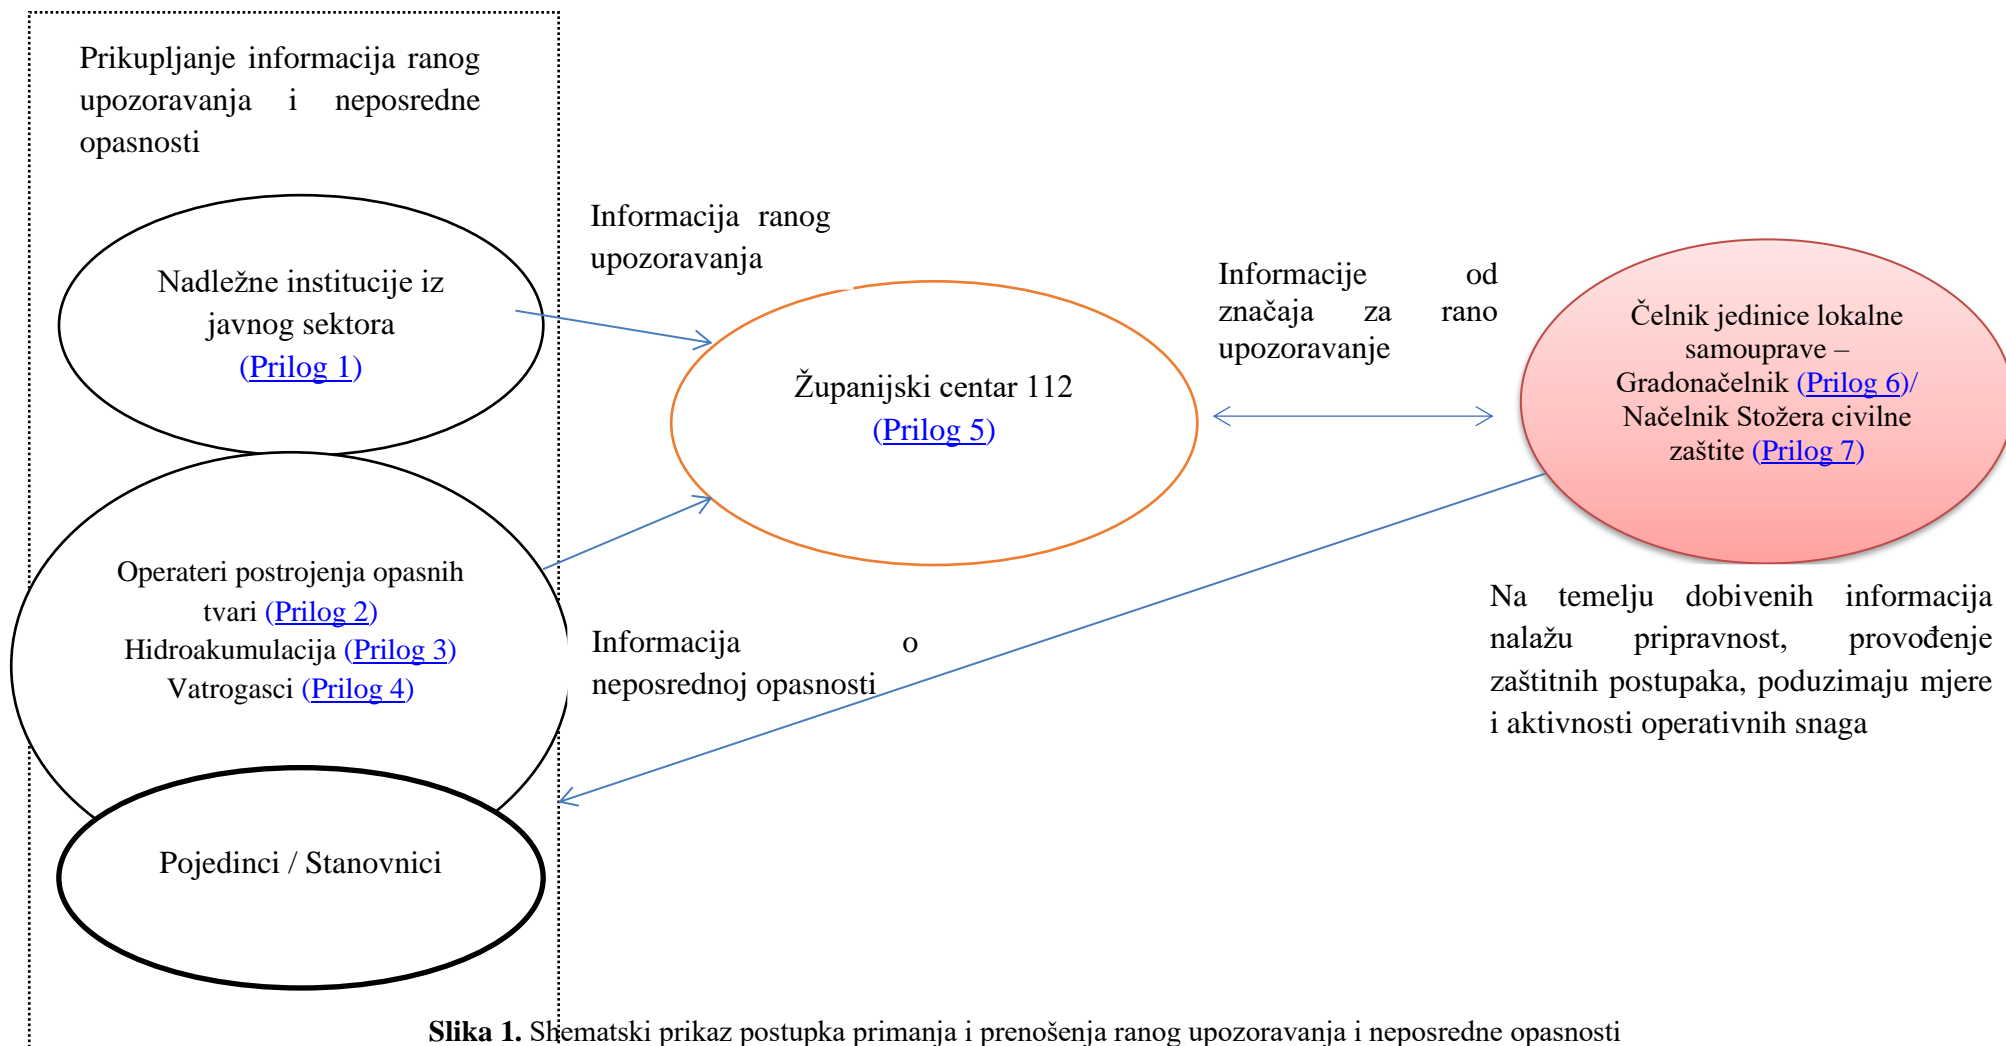 Prikupljanje informacija ranog
upozoravanja i neposredne
opasnosti
Nadležne institucije iz
javnog sektora
(Prilog 1)
Operateri postrojenja opasnih
tvari (Prilog 2)
Hidroakumulacija (Prilog 3)
Vatrogasci (Prilog 4)
Pojedinci / Stanovnici
Informacija ranog
upozoravanja
Informacija o
neposrednoj opasnosti
Županijski centar 112
(Prilog 5)
Informacije od
značaja za rano
upozoravanje
Čelnik jedinice lokalne
samouprave –
Gradonačelnik (Prilog 6)/
Načelnik Stožera civilne
zaštite (Prilog 7)
Na temelju dobivenih informacija
nalažu pripravnost, provođenje
zaštitnih postupaka, poduzimaju mjere
i aktivnosti operativnih snaga
Slika 1. Shematski prikaz postupka primanja i prenošenja ranog upozoravanja i neposredne opasnosti